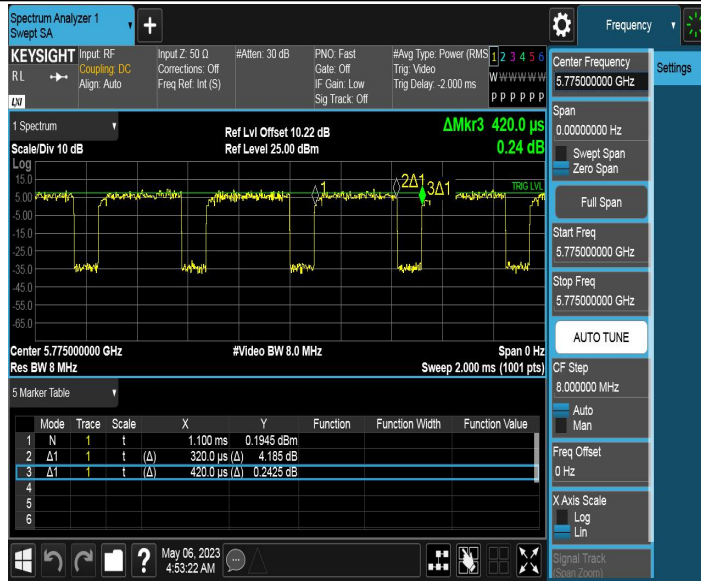 Spectrum Analyzer 1
Swept SA
Frequency
KEYSIGHT
RL
LXI
Input: RF
Coupling: DC
Align: Auto
Input Z: 50 Ω
Corrections: Off
Freq Ref: Int (S)
#Atten: 30 dB
PNO: Fast
Gate: Off
IF Gain: Low
Sig Track: Off
#Avg Type: Power (RMS
Trig: Video
Trig Delay: -2.000 ms
1 2 3 4 5 6
W W W W W W
P P P P P P
Center Frequency
5.775000000 GHz
Settings
1 Spectrum
Scale/Div 10 dB
Ref Lvl Offset 10.22 dB
Ref Level 25.00 dBm
ΔMkr3 420.0 µs
0.24 dB
Span
0.00000000 Hz
Swept Span
Zero Span
Full Span
Start Freq
5.775000000 GHz
Stop Freq
5.775000000 GHz
AUTO TUNE
CF Step
8.000000 MHz
Auto
Man
Freq Offset
0 Hz
X Axis Scale
Log
Lin
Signal Track
(Span Zoom)
Log
15.0
5.00
-5.00
-15.0
-25.0
-35.0
-45.0
-55.0
-65.0
1
2Δ1
3Δ1
TRIG LVL
Center 5.775000000 GHz
Res BW 8 MHz
#Video BW 8.0 MHz
Span 0 Hz
Sweep 2.000 ms (1001 pts)
5 Marker Table
Mode Trace Scale X Y Function Function Width Function Value
1 N 1 t 1.100 ms 0.1945 dBm
2 Δ1 1 t (Δ) 320.0 µs (Δ) 4.185 dB
3 Δ1 1 t (Δ) 420.0 µs (Δ) 0.2425 dB
4
5
6
?
May 06, 2023
4:53:22 AM